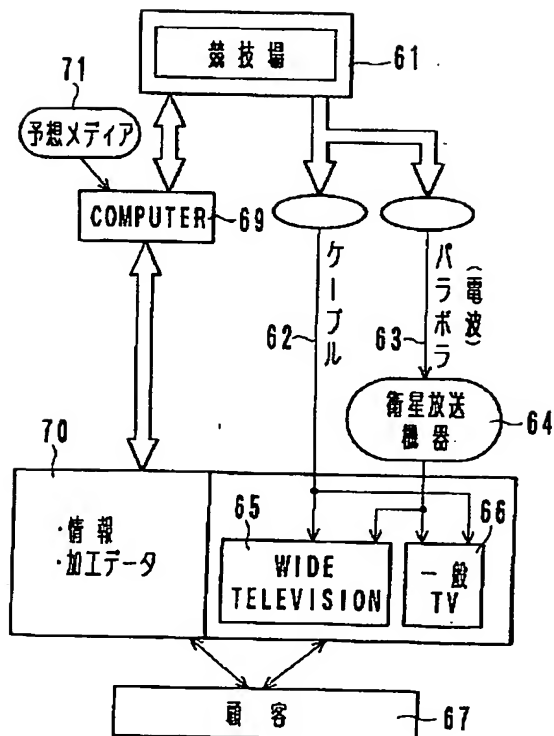 競技場
61
71
予想メディア
COMPUTER
69
ケーブル
62
パラボラ
(電波)
63
衛星放送
機器
64
70
・情報
・加工データ
65
WIDE
TELEVISION
66
一般
TV
顧客
67